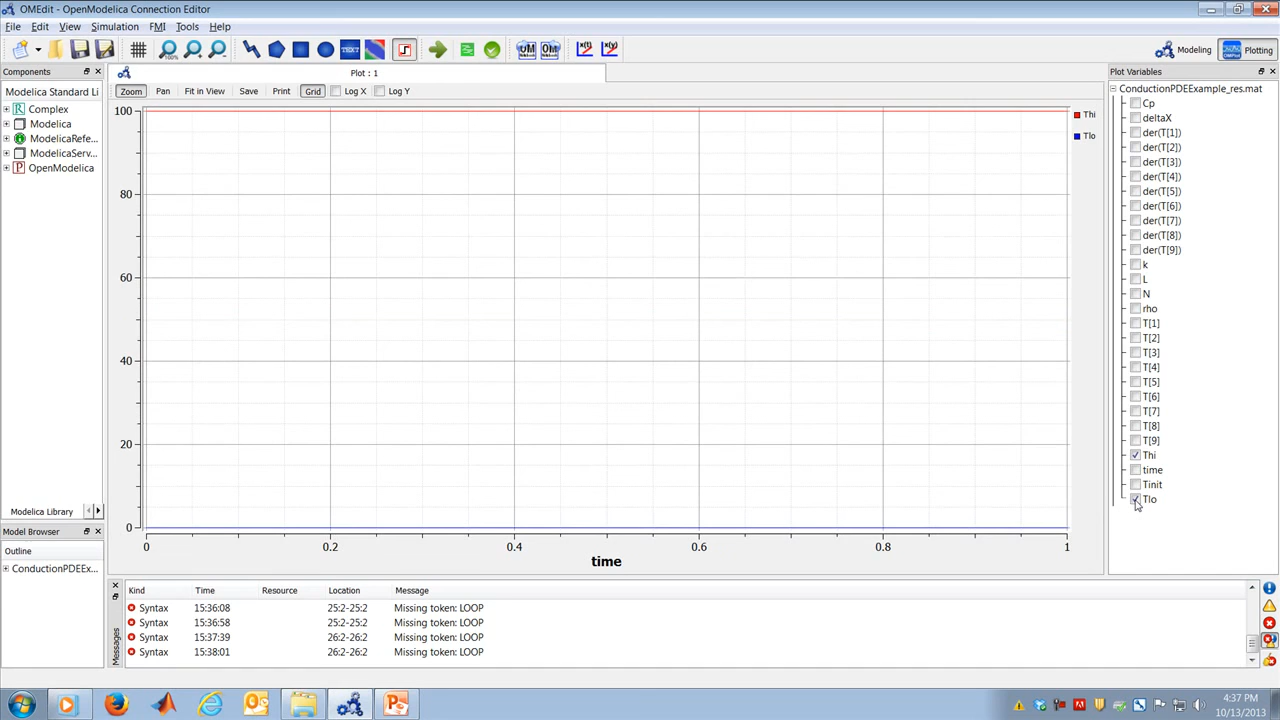 OMEdit - OpenModelica Connection Editor
File Edit View Simulation FMI Tools Help
100%
TEXT
OM
OM
x(t)
x(y)
Modeling
OMPlot
Plotting
Components
Modelica Standard Li
Complex
Modelica
ModelicaRefe...
ModelicaServ...
OpenModelica
Modelica Library
Model Browser
Outline
ConductionPDEEx...
Plot : 1
Zoom Pan Fit in View Save Print Grid Log X Log Y
100
80
60
40
20
0
0 0.2 0.4 0.6 0.8 1
time
Thi
Tlo
Plot Variables
ConductionPDEExample_res.mat
Cp
deltaX
der(T[1])
der(T[2])
der(T[3])
der(T[4])
der(T[5])
der(T[6])
der(T[7])
der(T[8])
der(T[9])
k
L
N
rho
T[1]
T[2]
T[3]
T[4]
T[5]
T[6]
T[7]
T[8]
T[9]
Thi
time
Tinit
Tlo
Messages
Kind Time Resource Location Message
Syntax 15:36:08 25:2-25:2 Missing token: LOOP
Syntax 15:36:58 25:2-25:2 Missing token: LOOP
Syntax 15:37:39 26:2-26:2 Missing token: LOOP
Syntax 15:38:01 26:2-26:2 Missing token: LOOP
4:37 PM
10/13/2013